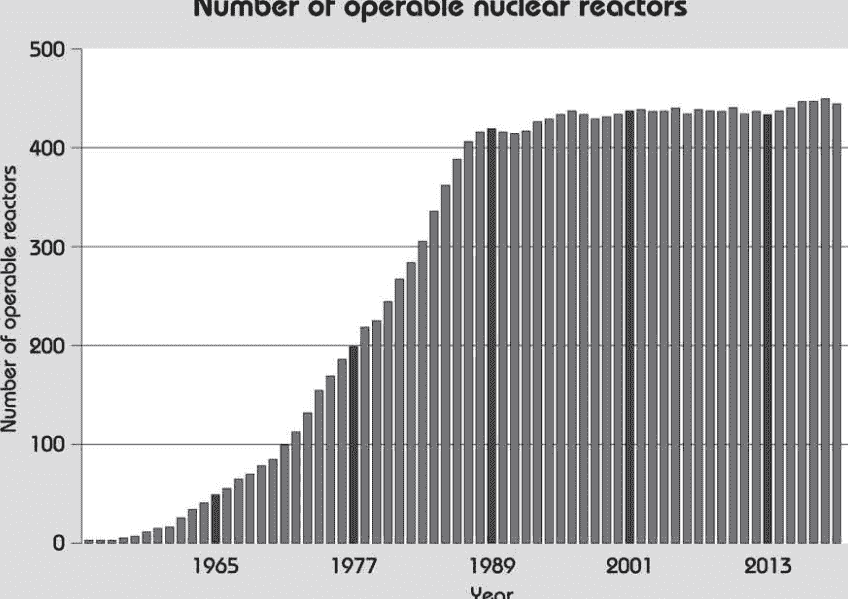 Number of operable nuclear reactors
500
400
300
200
100
0
Number of operable reactors
1965 1977 1989 2001 2013
Year